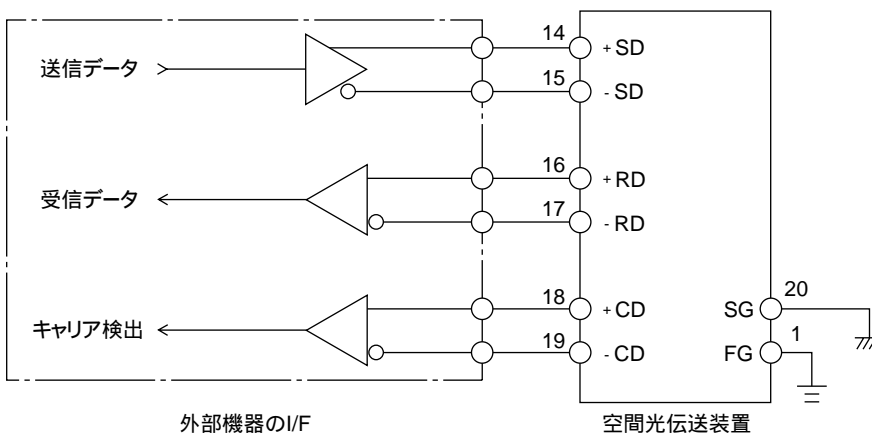 送信データ
14
+SD
15
-SD
受信データ
16
+RD
17
-RD
キャリア検出
18
+CD
SG
20
19
-CD
FG
1
外部機器のI/F
空間光伝送装置